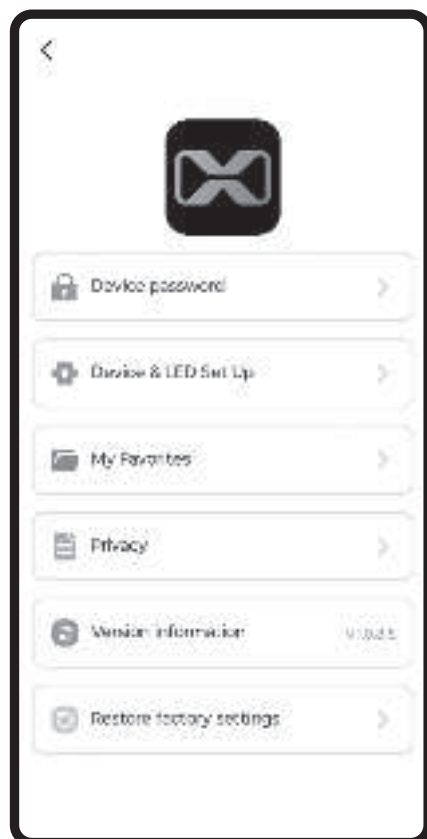 Device password
Device & LED Set Up
My Favorites
Privacy
Version information
Restore factory settings